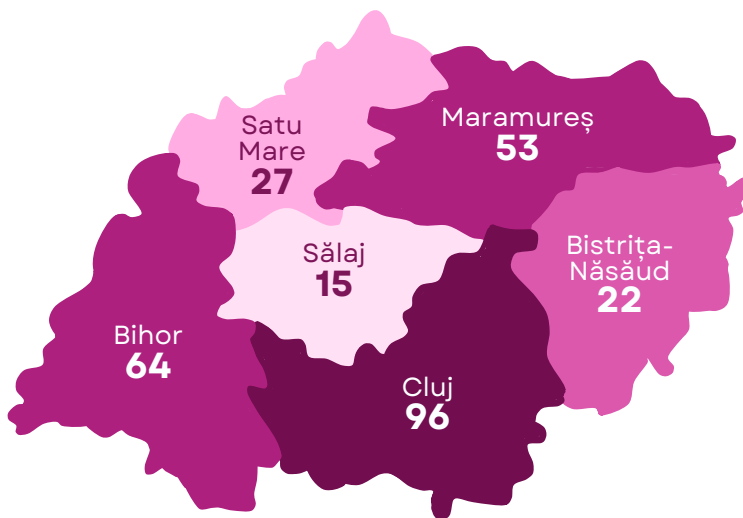 Satu
Mare
27
Maramureș
53
Sălaj
15
Bistrița-
Năsăud
22
Bihor
64
Cluj
96